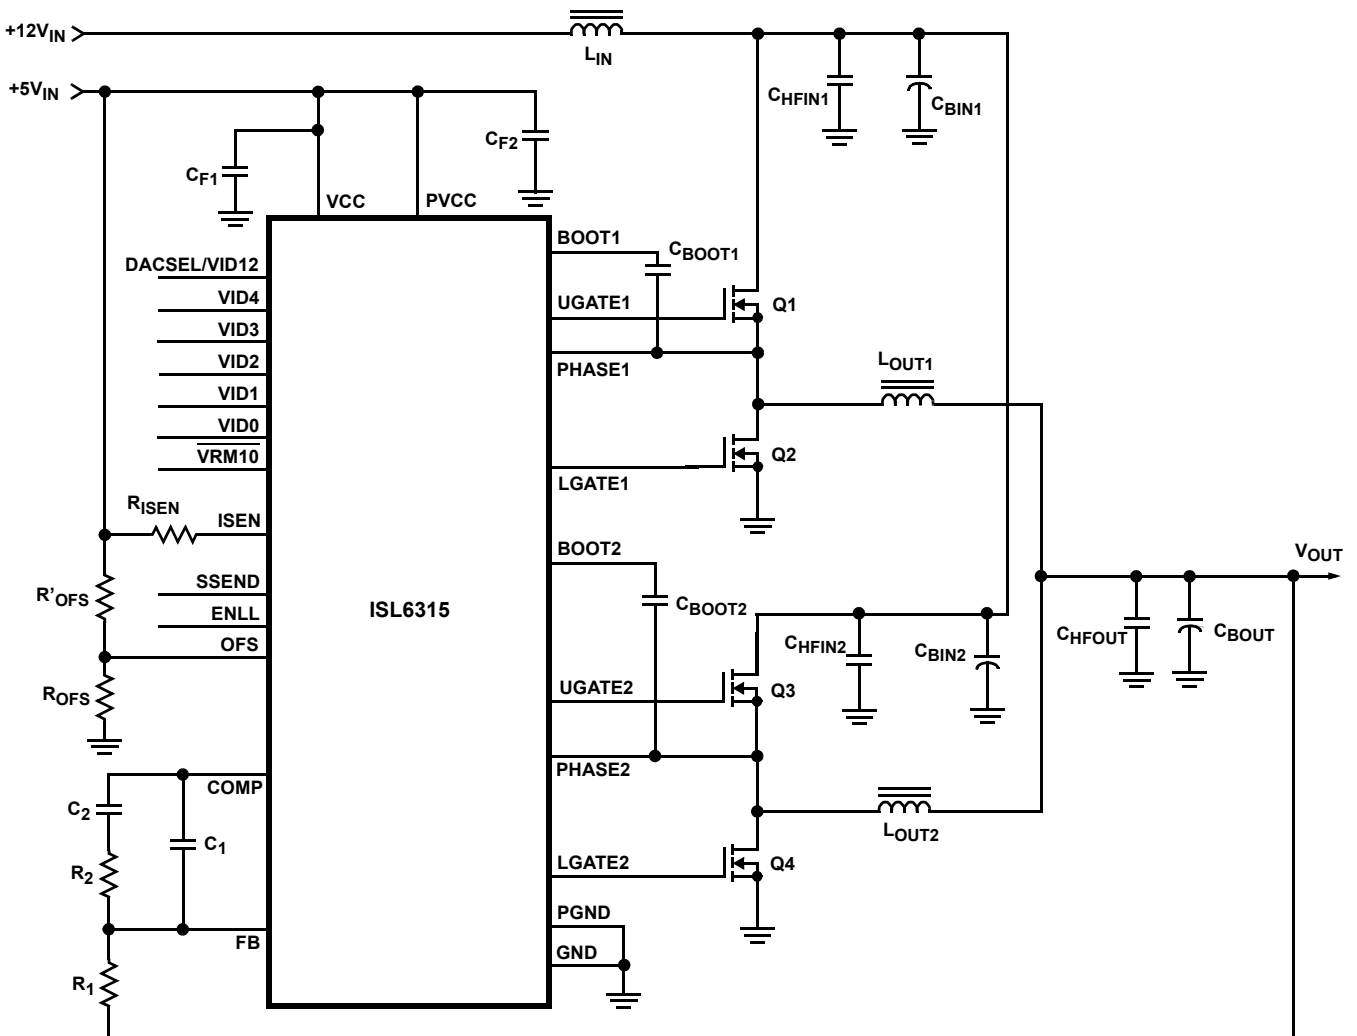 +12VIN
LIN
+5VIN
CHFIN1
CBIN1
CF2
CF1
VCC
PVCC
BOOT1
CBOOT1
DACSEL/VID12
VID4
UGATE1
Q1
VID3
VID2
PHASE1
LOUT1
VID1
VID0
VRM10
Q2
LGATE1
RISEN
ISEN
BOOT2
VOUT
SSEND
R'OFS
ISL6315
CBOOT2
ENLL
OFS
CHFIN2
CBIN2
CHFOUT
CBOUT
ROFS
UGATE2
Q3
PHASE2
COMP
C2
C1
LOUT2
R2
LGATE2
Q4
PGND
FB
GND
R1